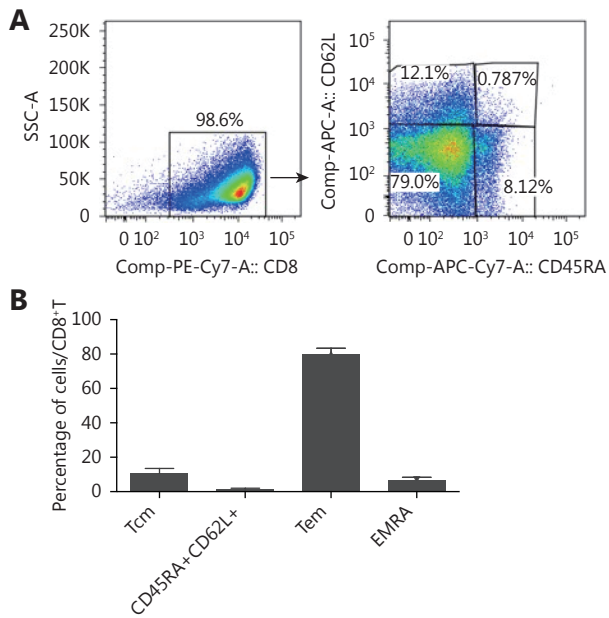 A
250K
200K
150K
100K
50K
0
SSC-A
98.6%
0 10² 10³ 10⁴ 10⁵
Comp-PE-Cy7-A:: CD8
10⁵
10⁴
10³
10²
0
Comp-APC-A:: CD62L
12.1%
0.787%
79.0%
8.12%
0 10² 10³ 10⁴ 10⁵
Comp-APC-Cy7-A:: CD45RA
B
100
80
60
40
20
0
Percentage of cells/CD8⁺T
Tcm
CD45RA+CD62L+
Tem
EMRA